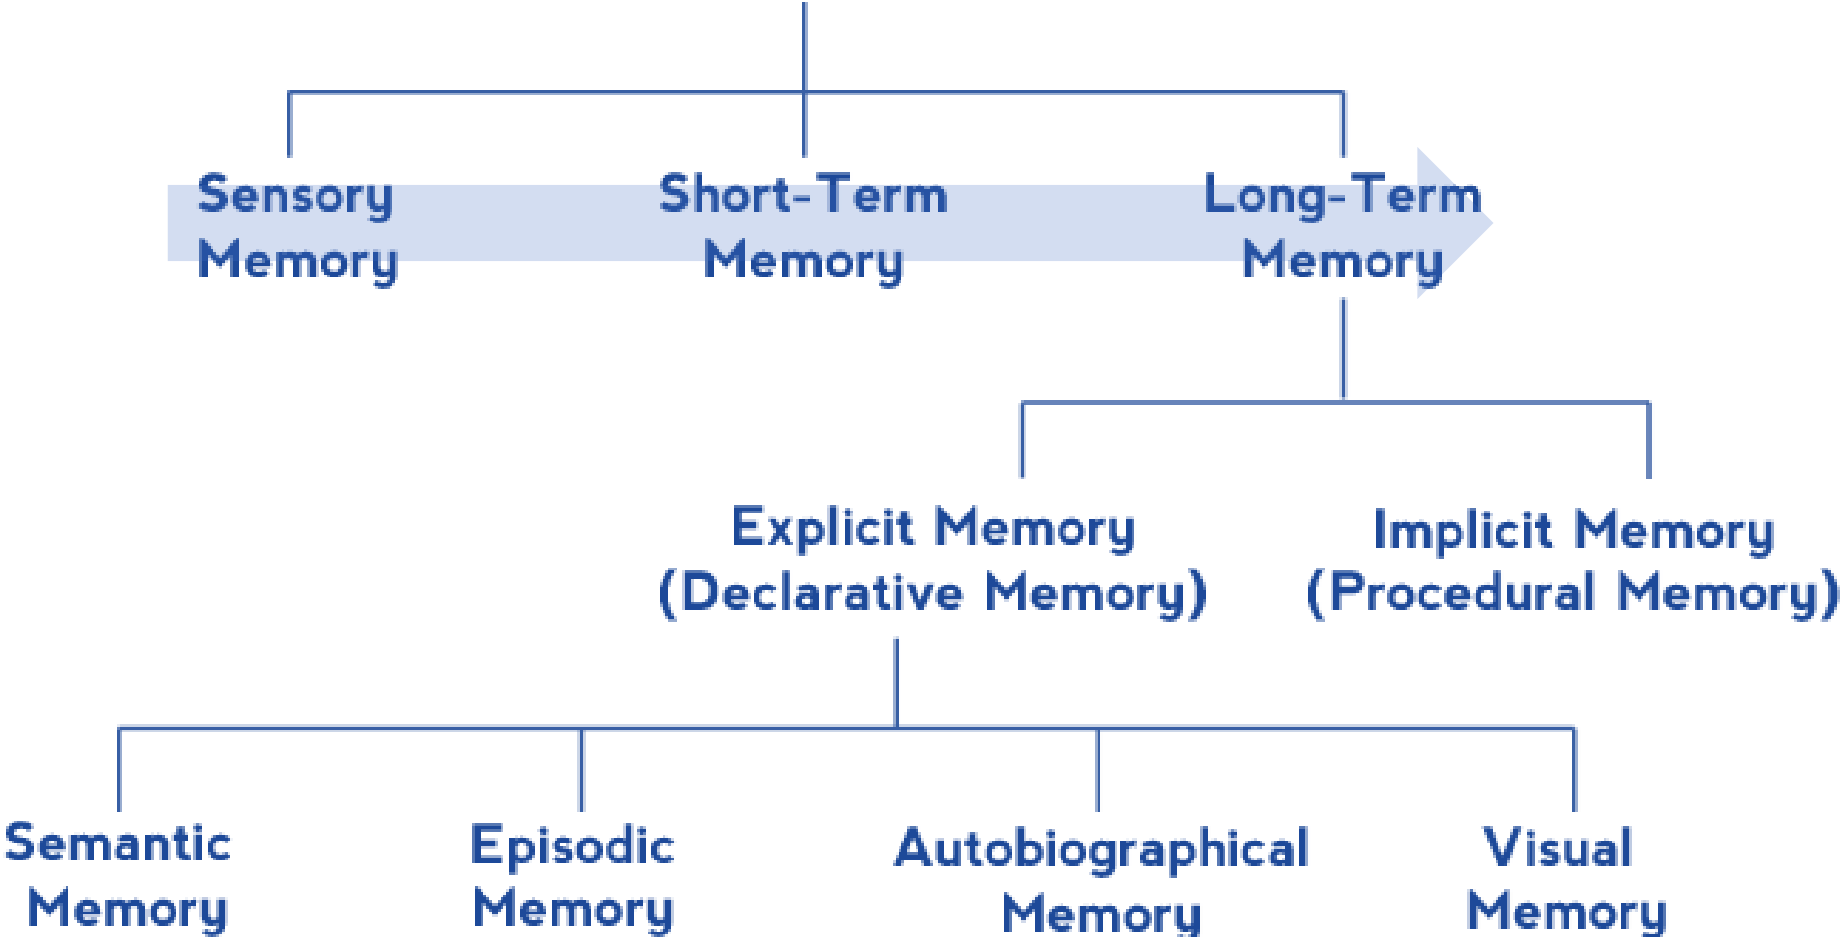 Sensory
Memory
Short-Term
Memory
Long-Term
Memory
Explicit Memory
(Declarative Memory)
Implicit Memory
(Procedural Memory)
Semantic
Memory
Episodic
Memory
Autobiographical
Memory
Visual
Memory